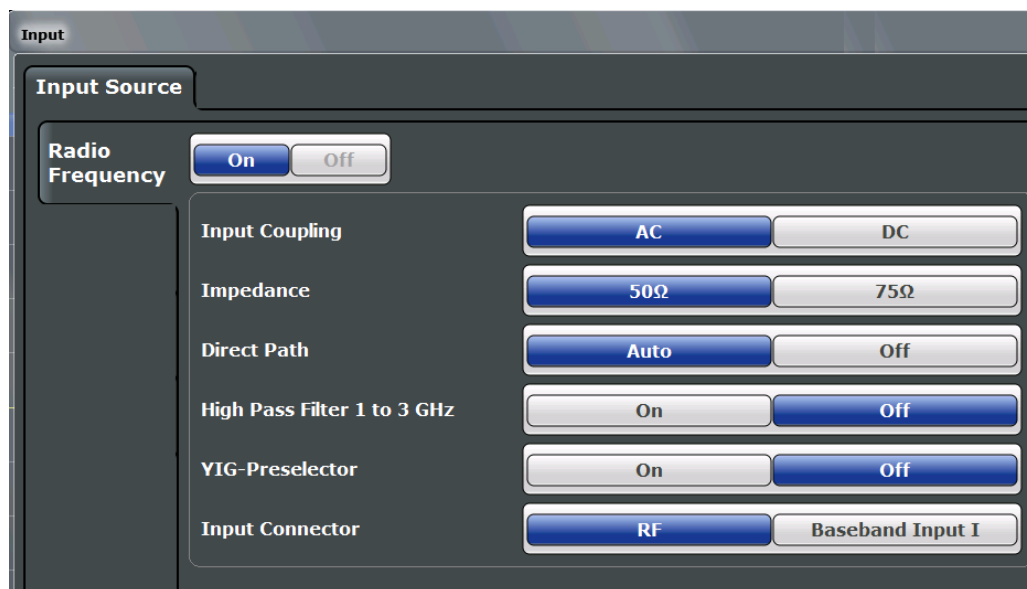 Input
Input Source
Radio
Frequency
On Off
Input Coupling AC DC
Impedance 50Ω 75Ω
Direct Path Auto Off
High Pass Filter 1 to 3 GHz On Off
YIG-Preselector On Off
Input Connector RF Baseband Input I